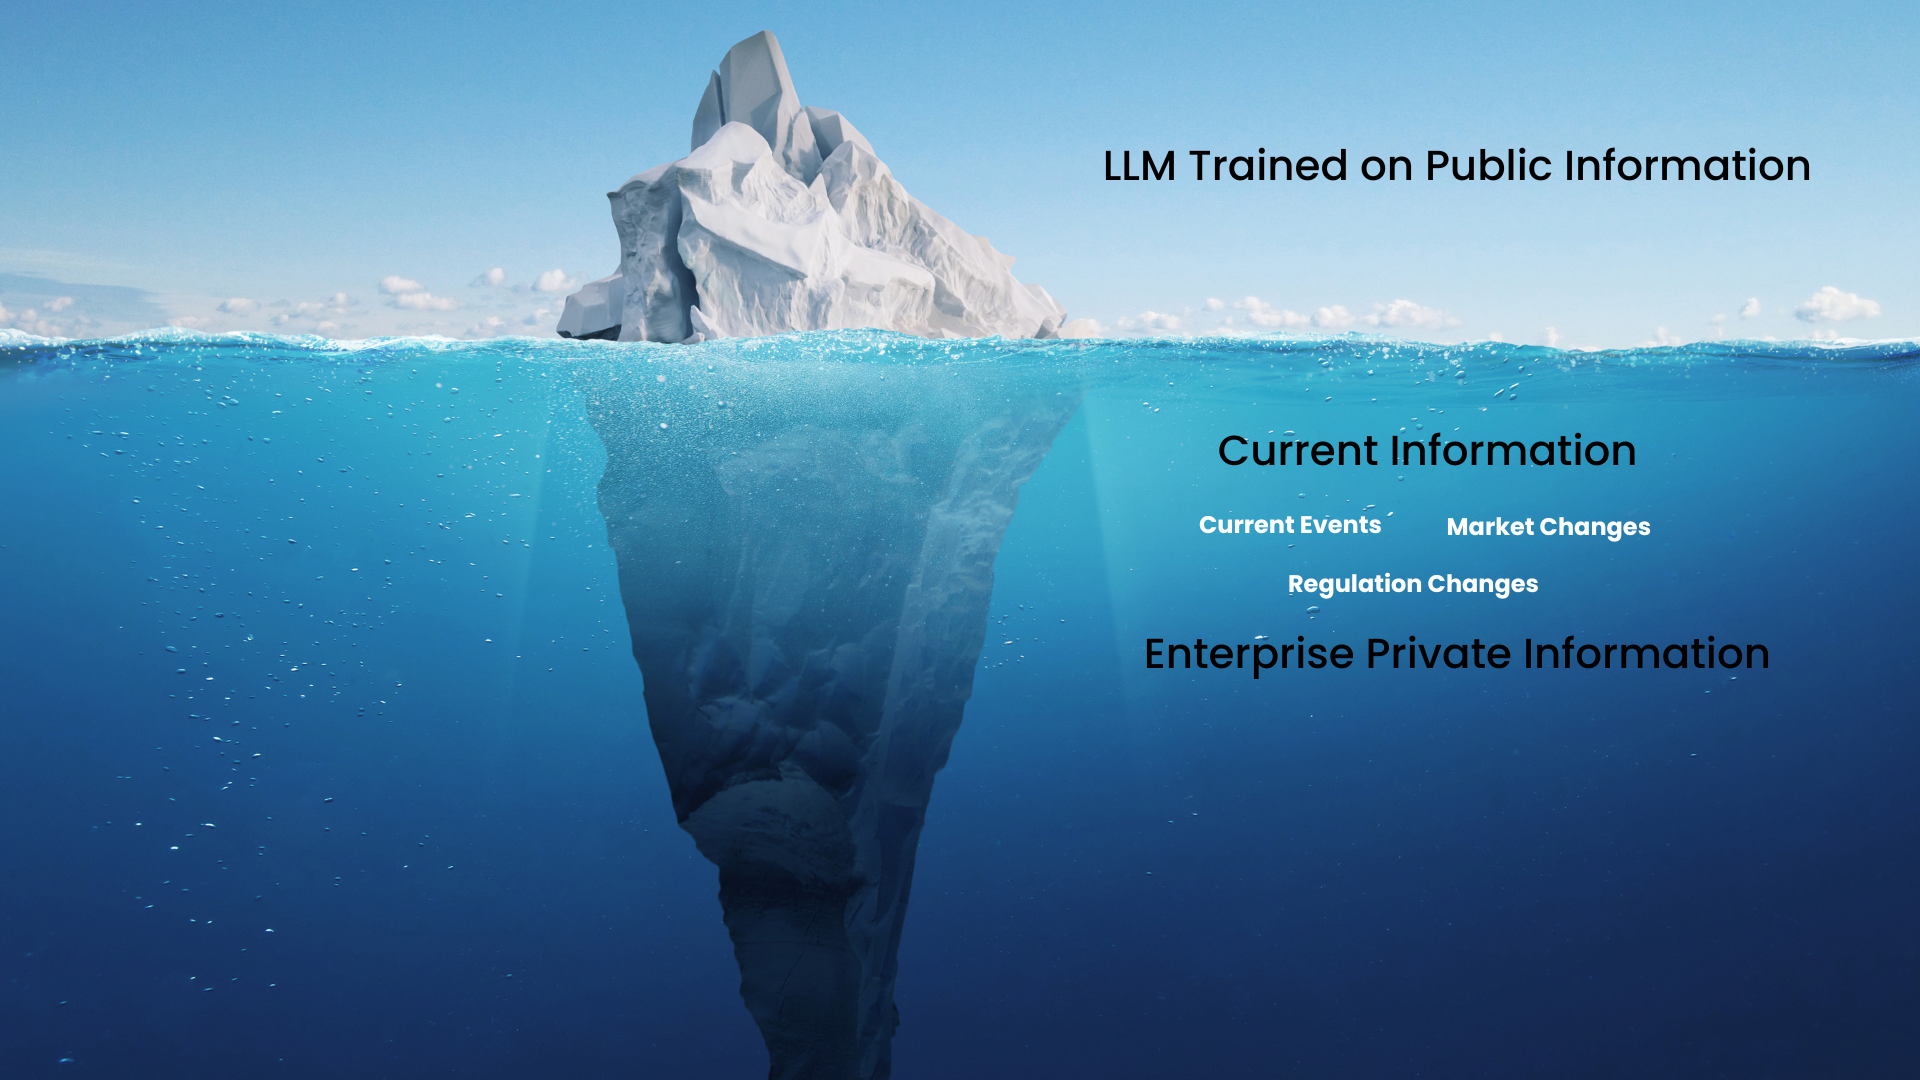 LLM Trained on Public Information
Current Information
Current Events
Market Changes
Regulation Changes
Enterprise Private Information